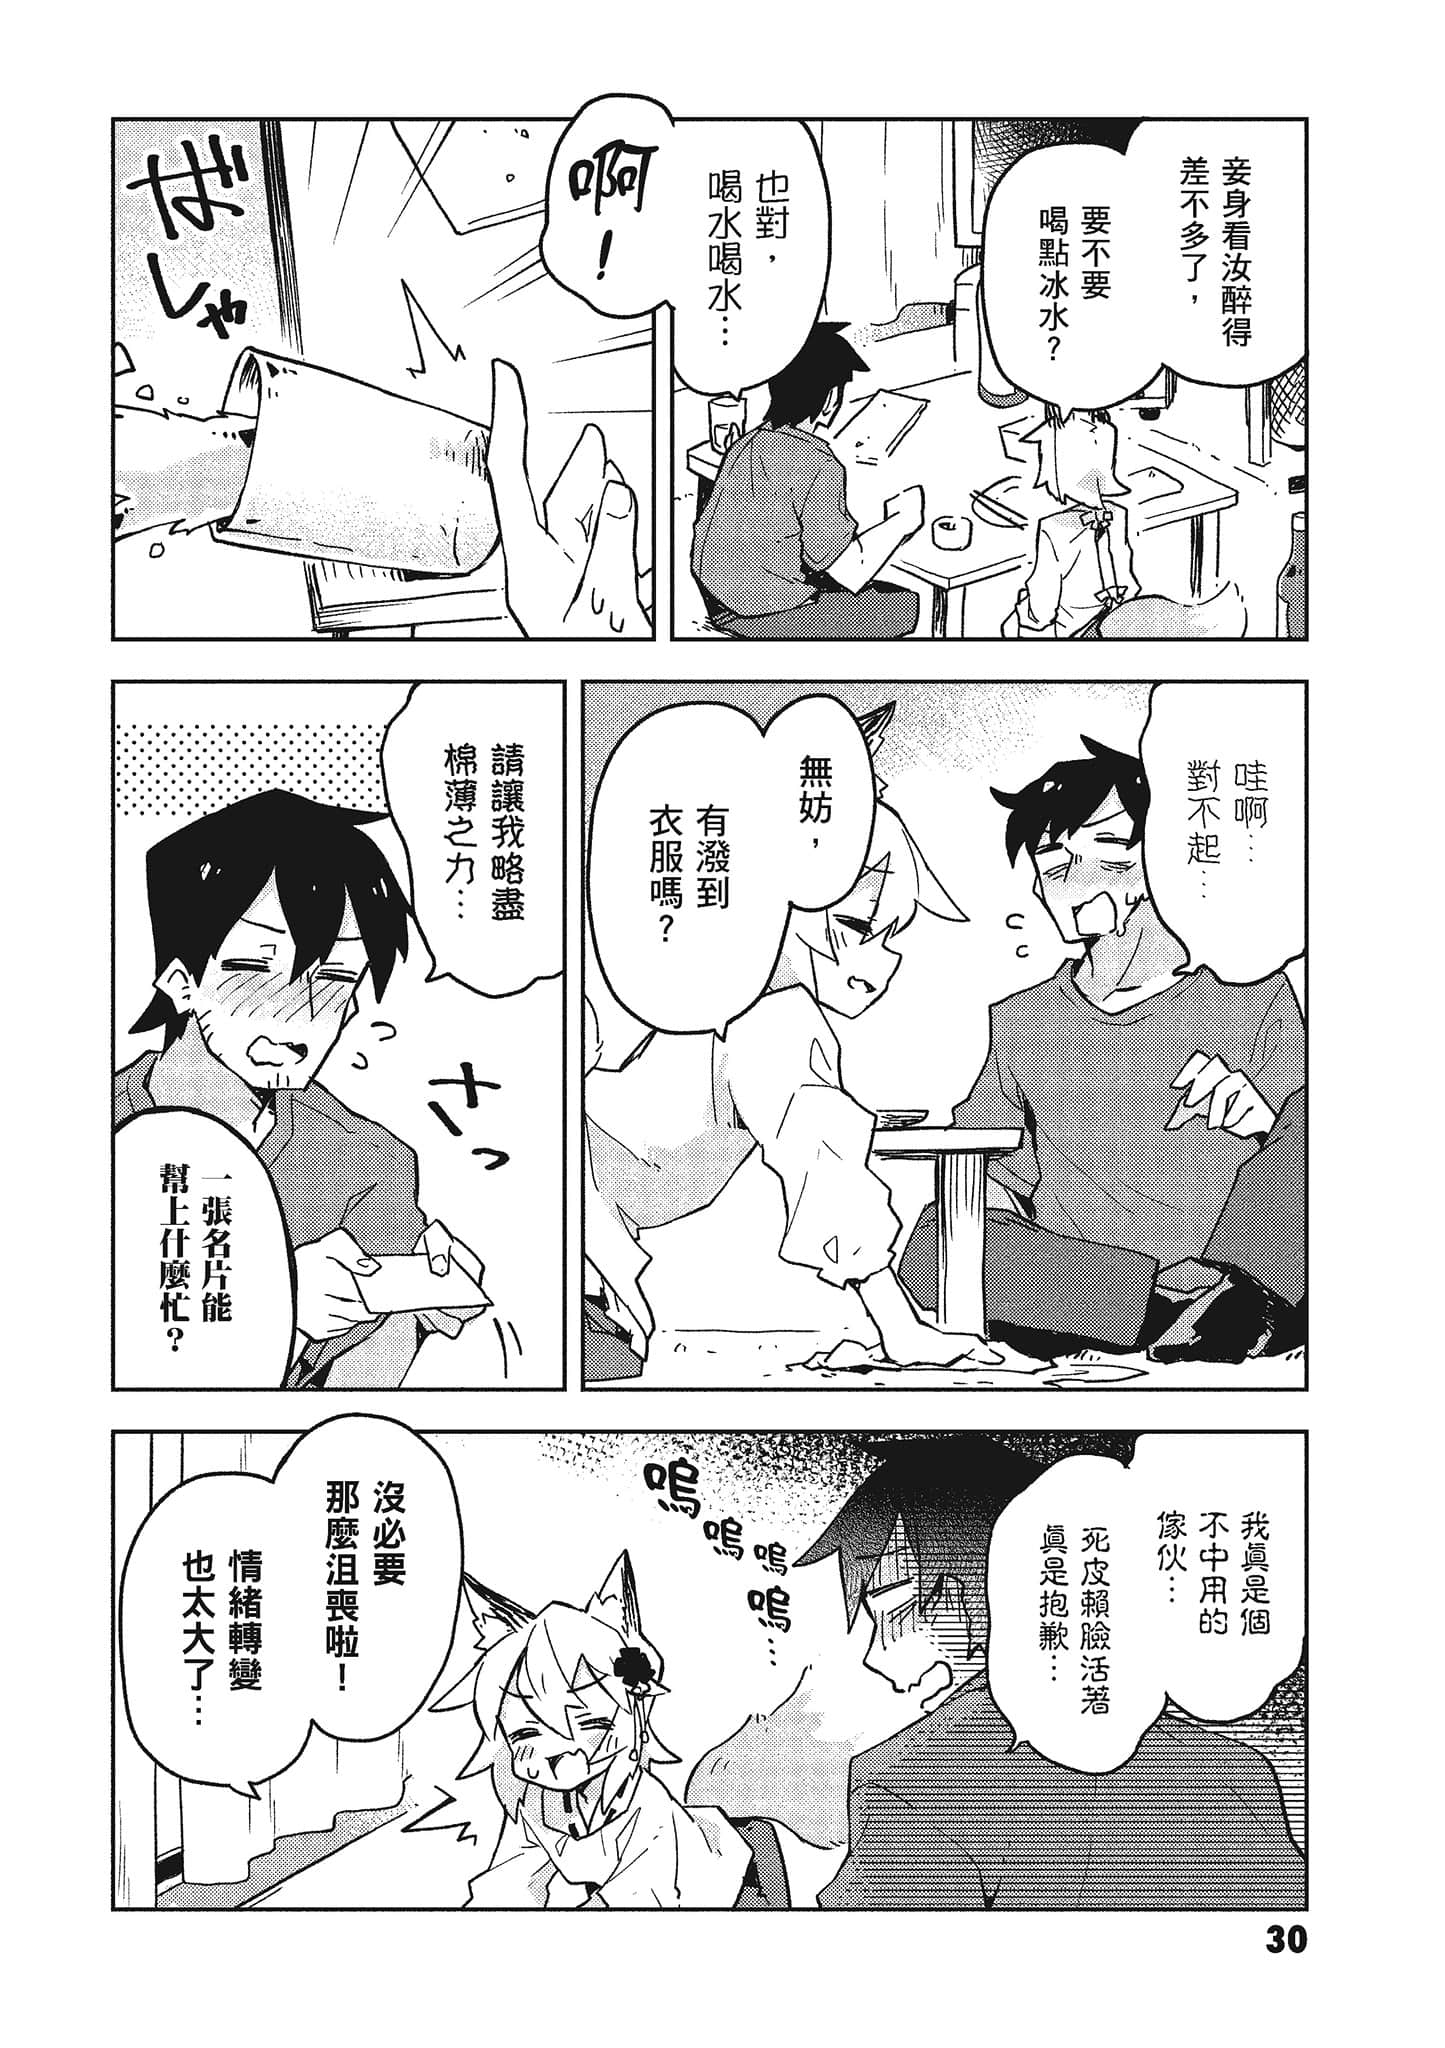 妾身看汝醉得
差不多了，
要不要
喝點冰水？
也對，
喝水喝水…
啊！
ばしゃ
哇啊…
對不起…
無妨，
有潑到
衣服嗎？
請讓我略盡
棉薄之力…
さっ
一張名片能
幫上什麼忙？
我真是個
不中用的
傢伙…
死皮賴臉活著
真是抱歉…
嗚嗚嗚嗚…
沒必要
那麼沮喪啦！
情緒轉變
也太大了…
30